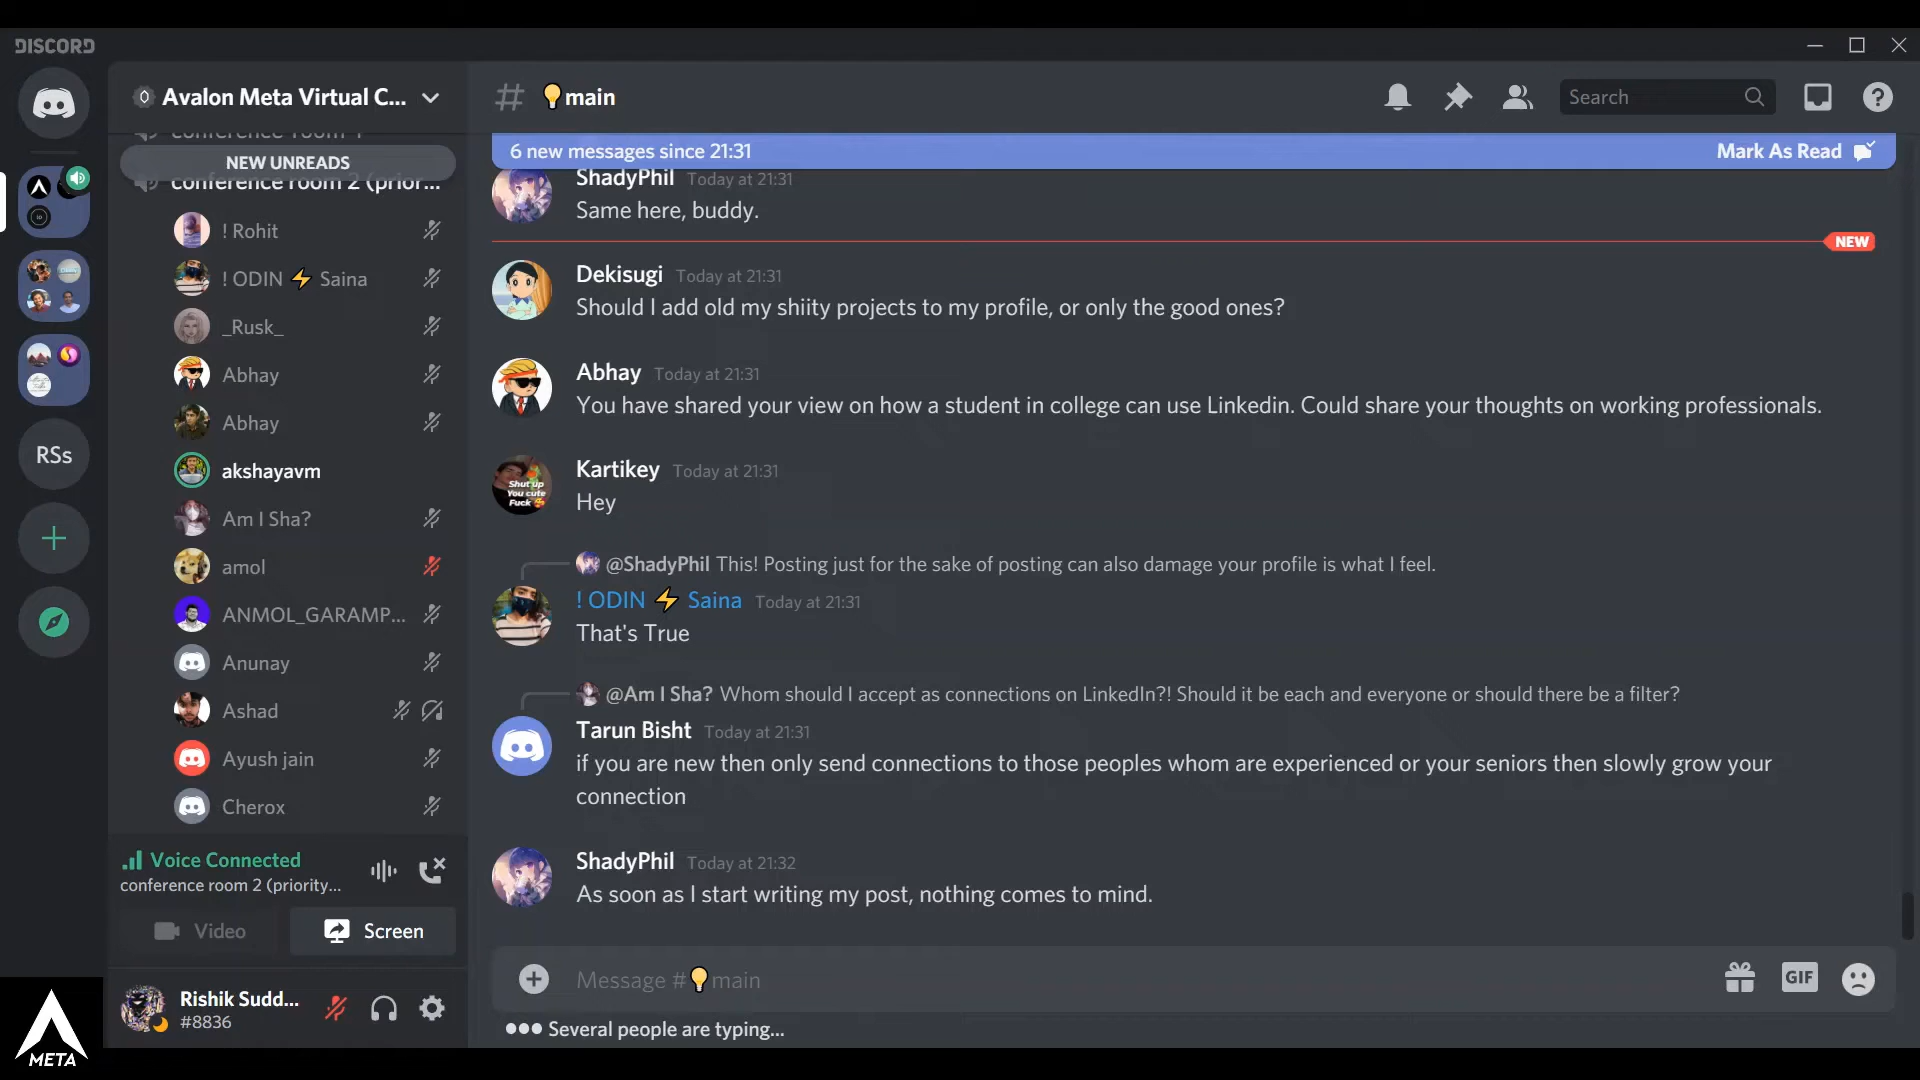 DISCORD
Avalon Meta Virtual C...
NEW UNREADS
conference room 2 (prior...
! Rohit
! ODIN ⚡ Saina
_Rusk_
Abhay
Abhay
akshayavm
Am I Sha?
amol
ANMOL_GARAMP...
Anunay
Ashad
Ayush jain
Cherox
Voice Connected
conference room 2 (priority...
Video
Screen
Rishik Sudd...
#8836
META
RSs
# 💡main
Search
6 new messages since 21:31
Mark As Read
ShadyPhil Today at 21:31
Same here, buddy.
NEW
Dekisugi Today at 21:31
Should I add old my shiity projects to my profile, or only the good ones?
Abhay Today at 21:31
You have shared your view on how a student in college can use Linkedin. Could share your thoughts on working professionals.
Shut up
You cute
Fuck
Kartikey Today at 21:31
Hey
@ShadyPhil This! Posting just for the sake of posting can also damage your profile is what I feel.
! ODIN ⚡ Saina Today at 21:31
That's True
@Am I Sha? Whom should I accept as connections on LinkedIn?! Should it be each and everyone or should there be a filter?
Tarun Bisht Today at 21:31
if you are new then only send connections to those peoples whom are experienced or your seniors then slowly grow your
connection
ShadyPhil Today at 21:32
As soon as I start writing my post, nothing comes to mind.
Message #💡main
GIF
Several people are typing...